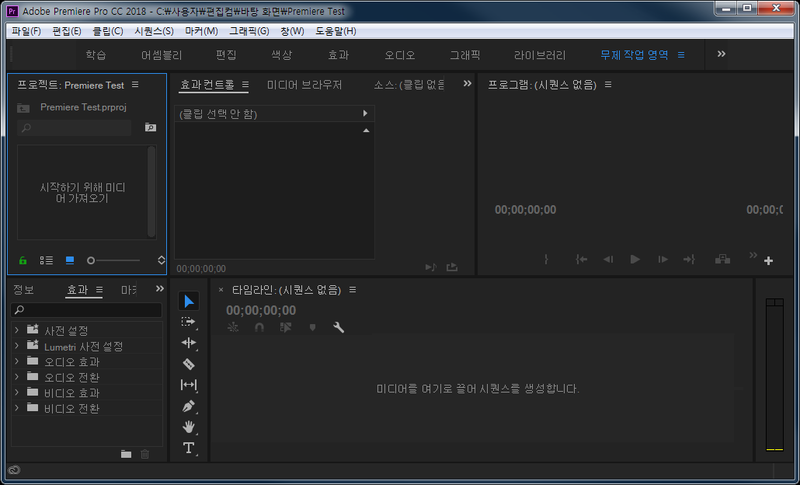 Adobe Premiere Pro CC 2018 - C:₩사용자₩편집컴₩바탕 화면₩Premiere Test
파일(F) 편집(E) 클립(C) 시퀀스(S) 마커(M) 그래픽(G) 창(W) 도움말(H)
학습 어셈블리 편집 색상 효과 오디오 그래픽 라이브러리 무제 작업 영역
프로젝트: Premiere Test
Premiere Test.prproj
시작하기 위해 미디
어 가져오기
효과 컨트롤 미디어 브라우저 소스: (클립 없음
(클립 선택 안 함)
00;00;00;00
프로그램: (시퀀스 없음)
00;00;00;00 00;00;
정보 효과
사전 설정
Lumetri 사전 설정
오디오 효과
오디오 전환
비디오 효과
비디오 전환
× 타임라인: (시퀀스 없음)
00;00;00;00
미디어를 여기로 끌어 시퀀스를 생성합니다.